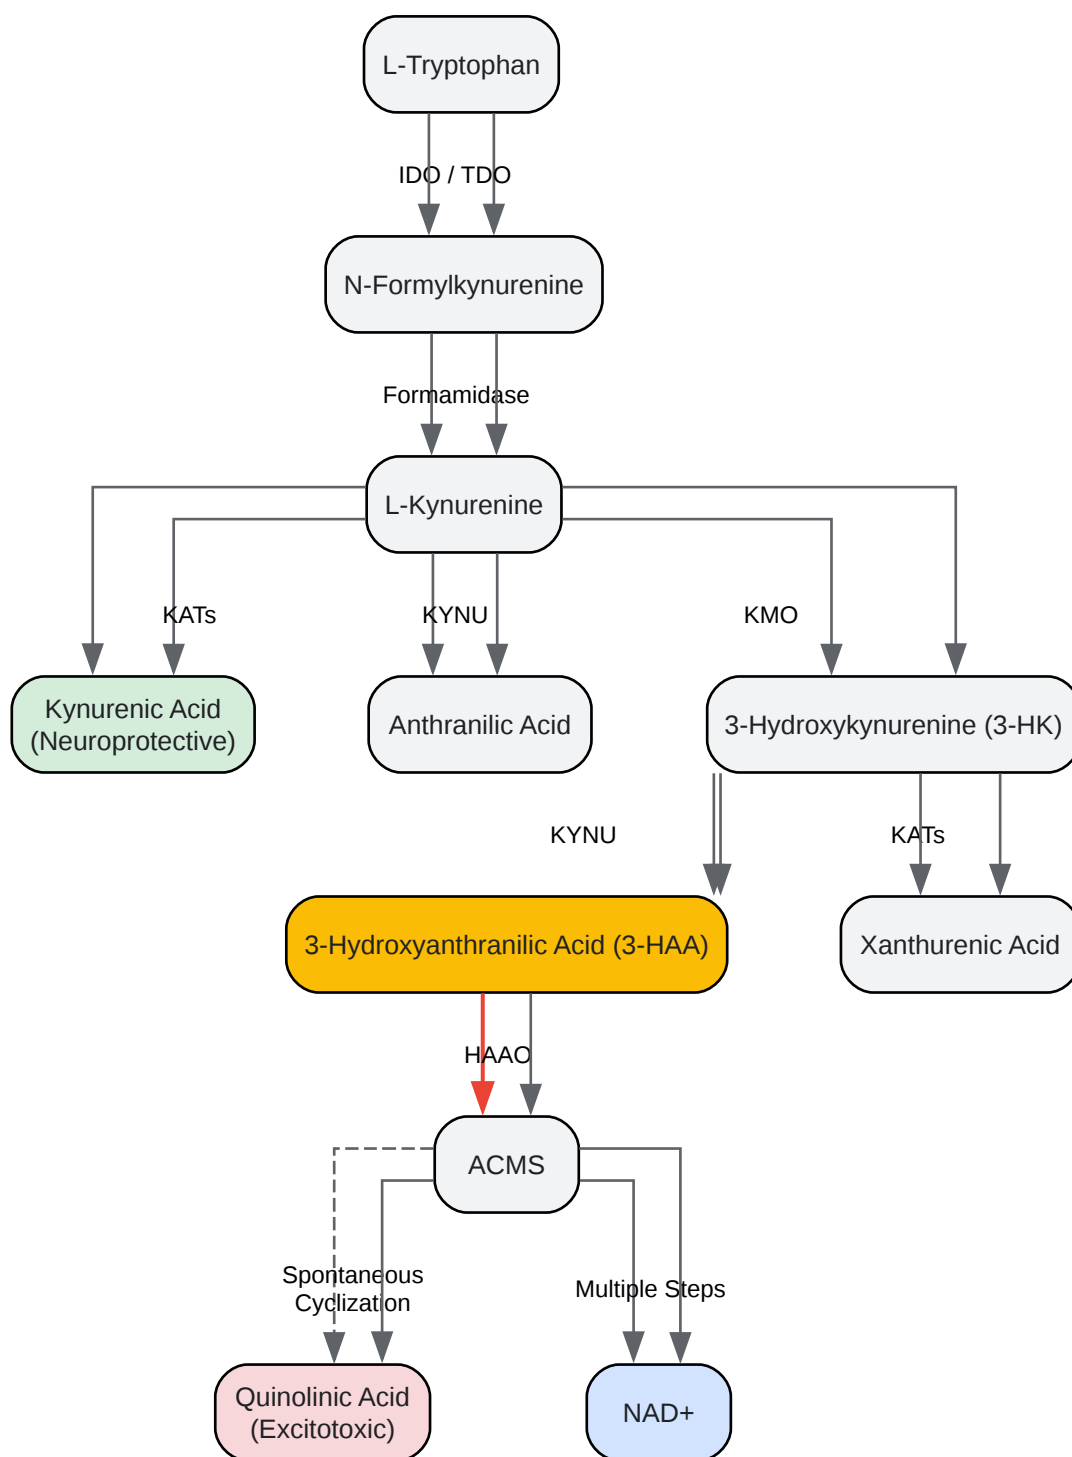 L-Tryptophan
IDO / TDO
N-Formylkynurenine
Formamidase
L-Kynurenine
KATs
KYNU
KMO
Kynurenic Acid
(Neuroprotective)
Anthranilic Acid
3-Hydroxykynurenine (3-HK)
KYNU
KATs
3-Hydroxyanthranilic Acid (3-HAA)
Xanthurenic Acid
HAAO
ACMS
Spontaneous
Cyclization
Multiple Steps
Quinolinic Acid
(Excitotoxic)
NAD+